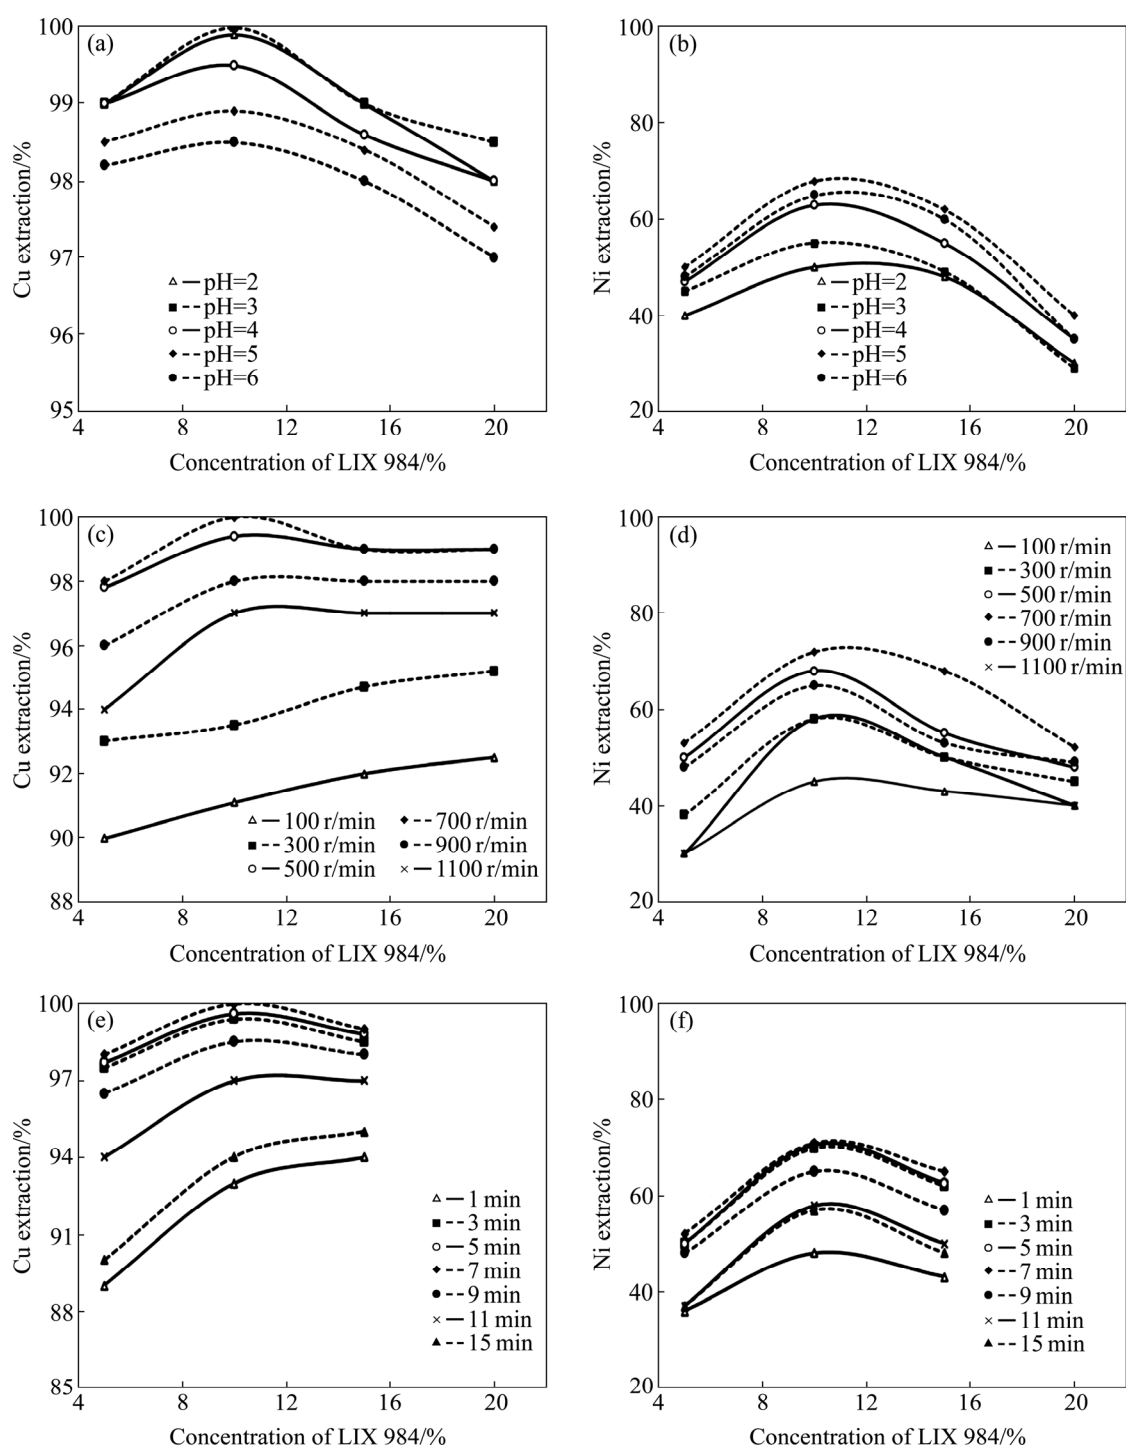 (a)
100
99
98
97
96
95
4
8
12
16
20
Cu extraction/%
Concentration of LIX 984/%
pH=2
pH=3
pH=4
pH=5
pH=6
(b)
100
80
60
40
20
4
8
12
16
20
Ni extraction/%
Concentration of LIX 984/%
pH=2
pH=3
pH=4
pH=5
pH=6
(c)
100
98
96
94
92
90
88
4
8
12
16
20
Cu extraction/%
Concentration of LIX 984/%
100 r/min
300 r/min
500 r/min
700 r/min
900 r/min
1100 r/min
(d)
100
80
60
40
20
4
8
12
16
20
Ni extraction/%
Concentration of LIX 984/%
100 r/min
300 r/min
500 r/min
700 r/min
900 r/min
1100 r/min
(e)
100
97
94
91
88
85
4
8
12
16
20
Cu extraction/%
Concentration of LIX 984/%
1 min
3 min
5 min
7 min
9 min
11 min
15 min
(f)
100
80
60
40
20
4
8
12
16
20
Ni extraction/%
Concentration of LIX 984/%
1 min
3 min
5 min
7 min
9 min
11 min
15 min